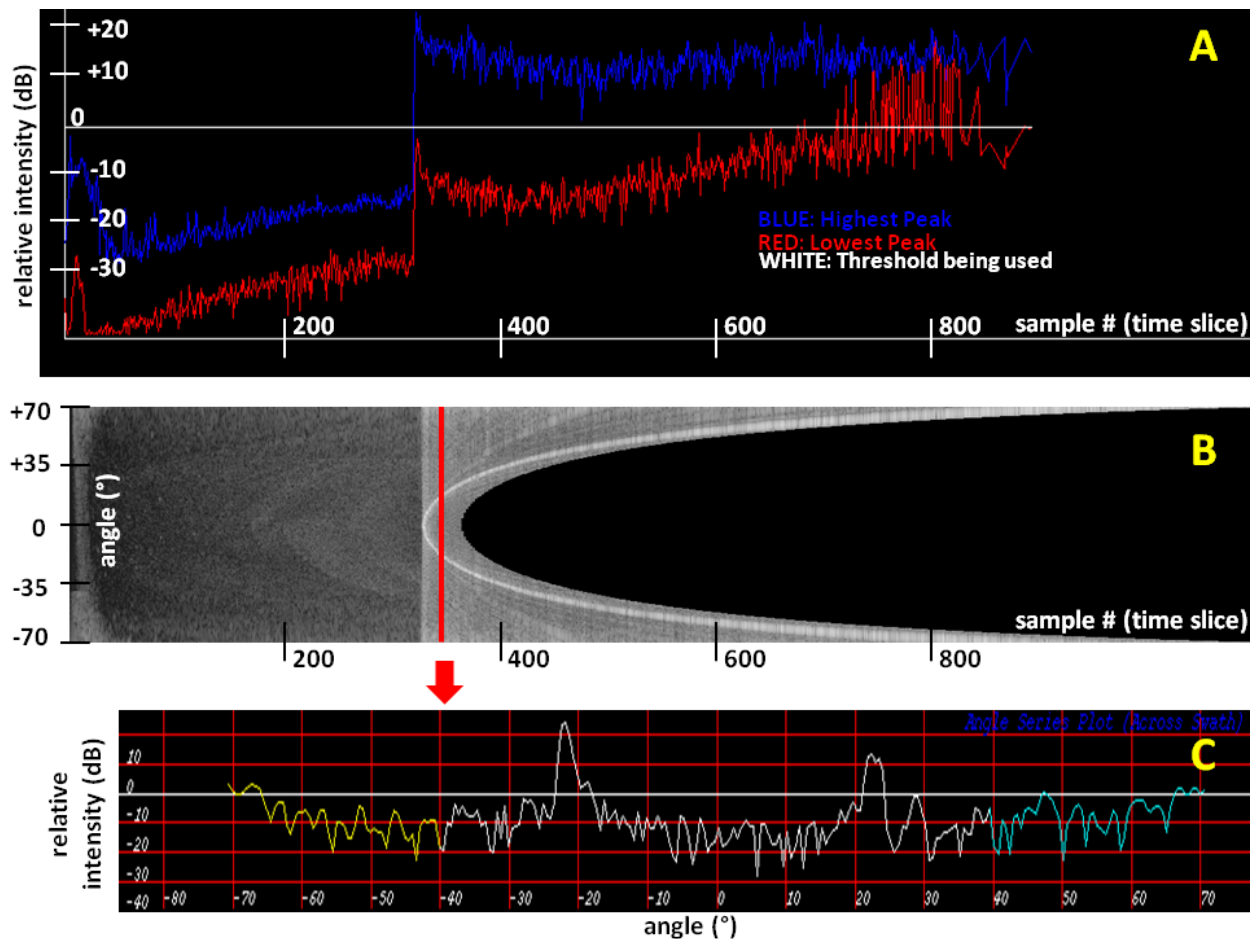 +20
A
+10
0
-10
-20
-30
relative intensity (dB)
BLUE: Highest Peak
RED: Lowest Peak
WHITE: Threshold being used
200
400
600
800
sample # (time slice)
+70
+35
0
-35
-70
angle (°)
B
sample # (time slice)
200
400
600
800
Angle Series Plot (Across Swath)
C
relative
intensity (dB)
10
0
-10
-20
-30
-40
-80
-70
-60
-50
-40
-30
-20
-10
0
10
20
30
40
50
60
70
angle (°)